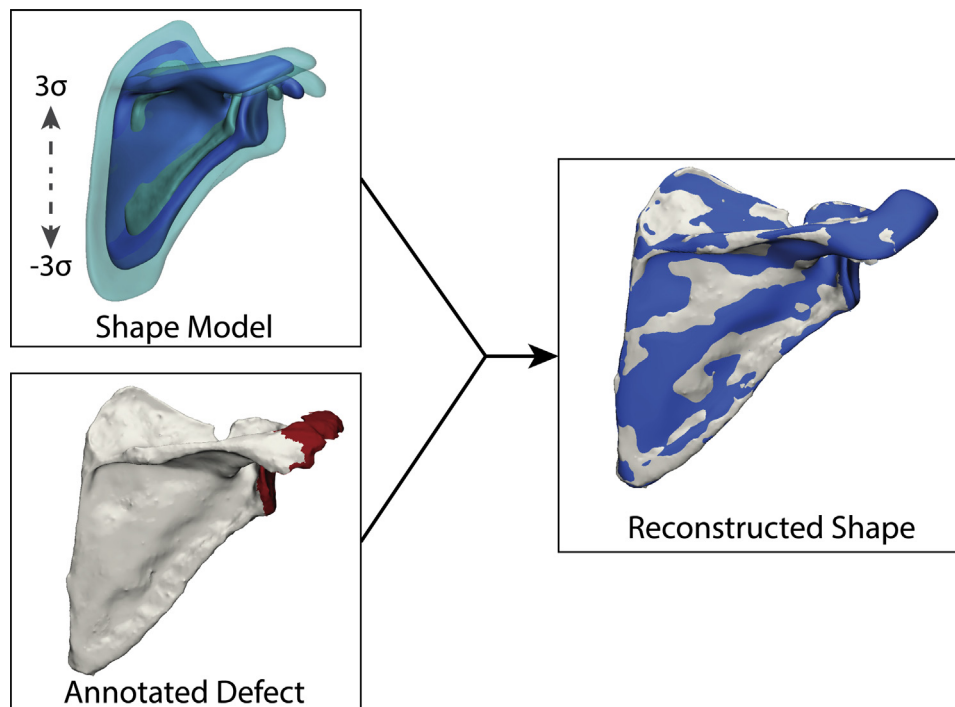 3σ
-3σ
Shape Model
Annotated Defect
Reconstructed Shape